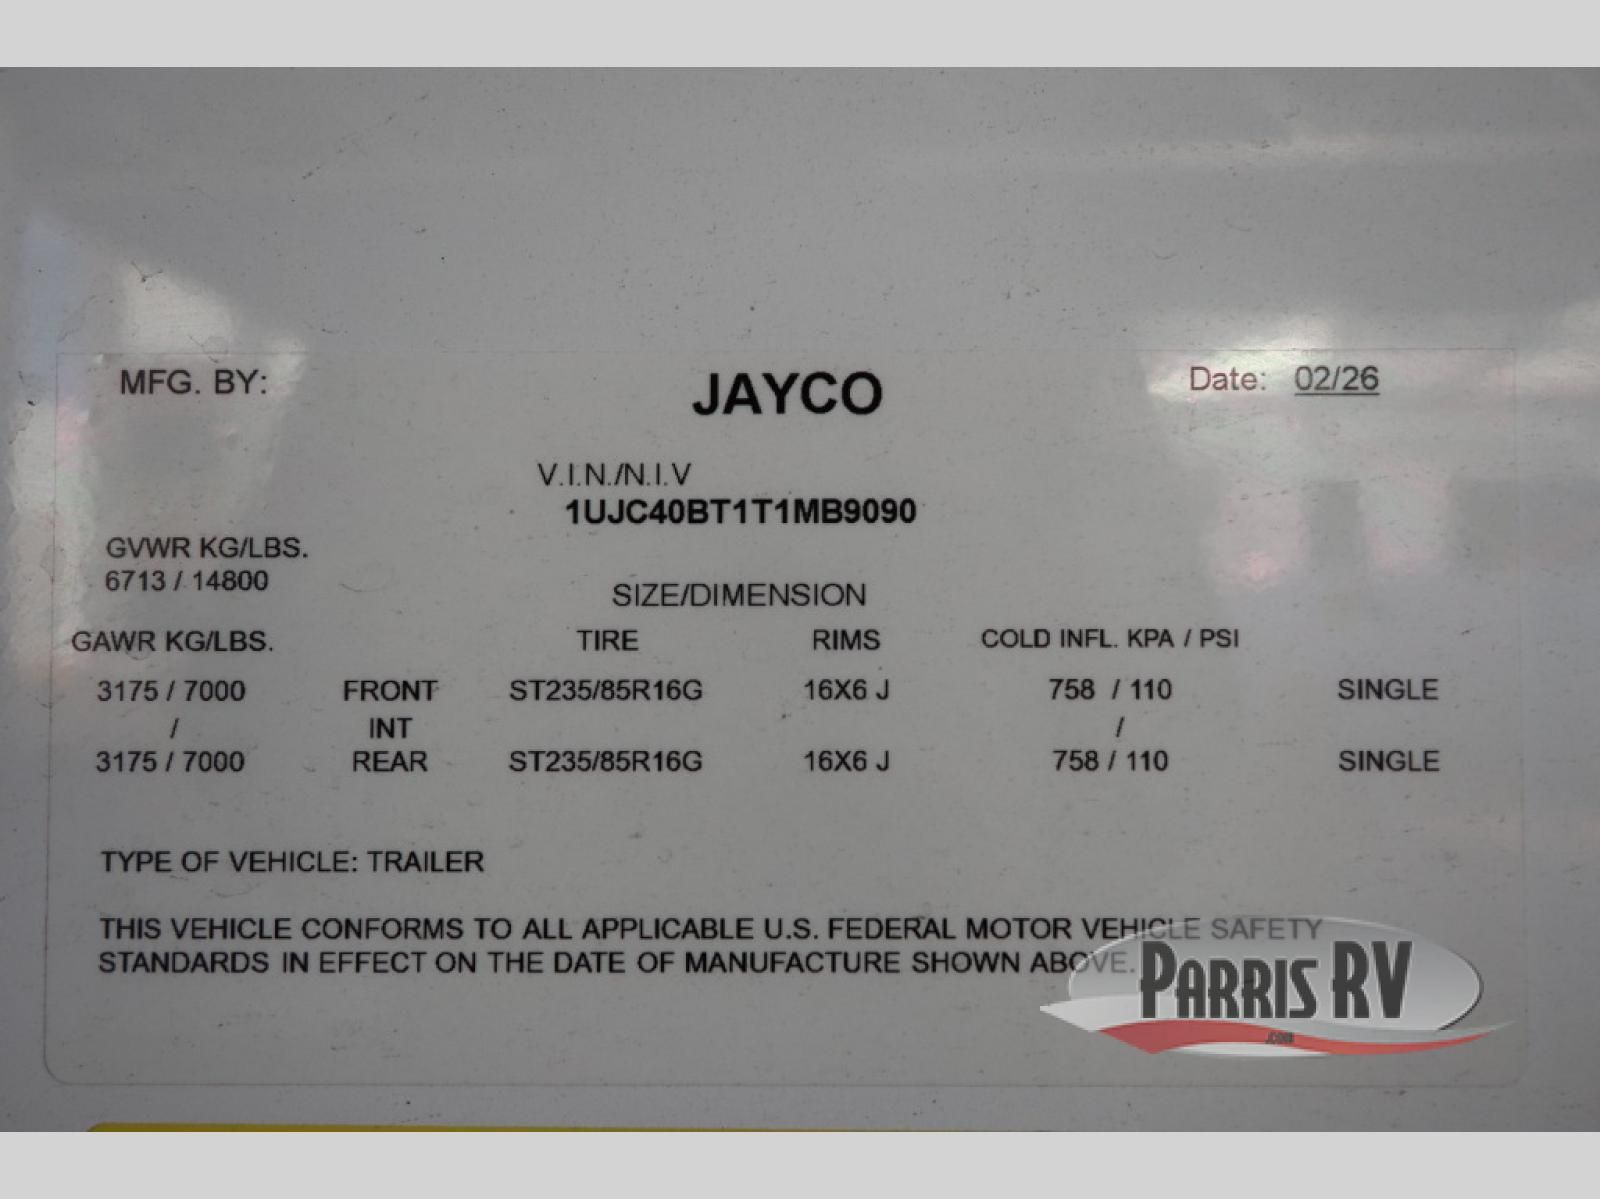 MFG. BY: JAYCO Date: 02/26
V.I.N./N.I.V
1UJC40BT1T1MB9090
GVWR KG/LBS.
6713 / 14800
SIZE/DIMENSION
GAWR KG/LBS. TIRE RIMS COLD INFL. KPA / PSI
3175 / 7000 FRONT ST235/85R16G 16X6 J 758 / 110 SINGLE
/ INT /
3175 / 7000 REAR ST235/85R16G 16X6 J 758 / 110 SINGLE
TYPE OF VEHICLE: TRAILER
THIS VEHICLE CONFORMS TO ALL APPLICABLE U.S. FEDERAL MOTOR VEHICLE SAFETY
STANDARDS IN EFFECT ON THE DATE OF MANUFACTURE SHOWN ABOVE.
PARRIS RV
.COM